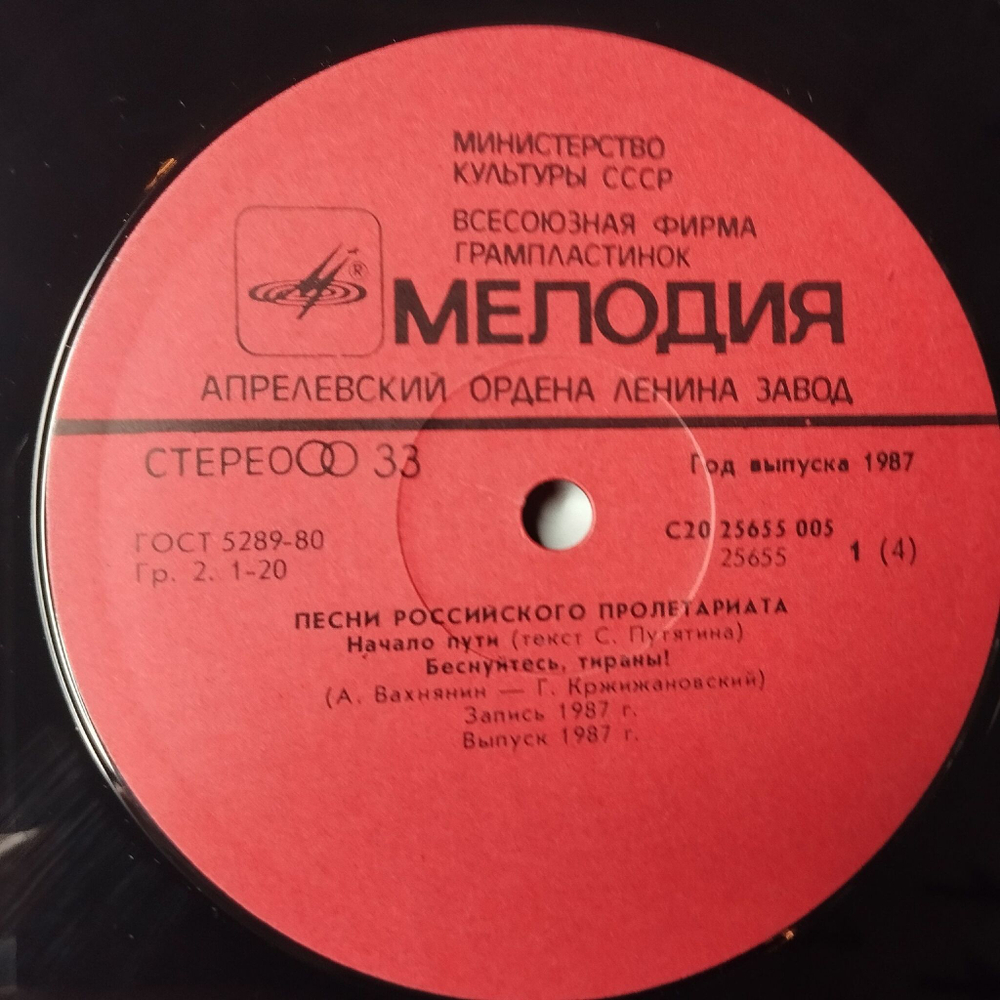 МИНИСТЕРСТВО
КУЛЬТУРЫ СССР
ВСЕСОЮЗНАЯ ФИРМА
ГРАМПЛАСТИНОК
®
МЕЛОДИЯ
АПРЕЛЕВСКИЙ ОРДЕНА ЛЕНИНА ЗАВОД
СТЕРЕО 33
Год выпуска 1987
ГОСТ 5289-80
Гр. 2. 1-20
С20 25655 005
25655 1 (4)
ПЕСНИ РОССИЙСКОГО ПРОЛЕТАРИАТА
Начало пути (текст С. Путятина)
Беснуйтесь, тираны!
(А. Вахнянин — Г. Кржижановский)
Запись 1987 г.
Выпуск 1987 г.